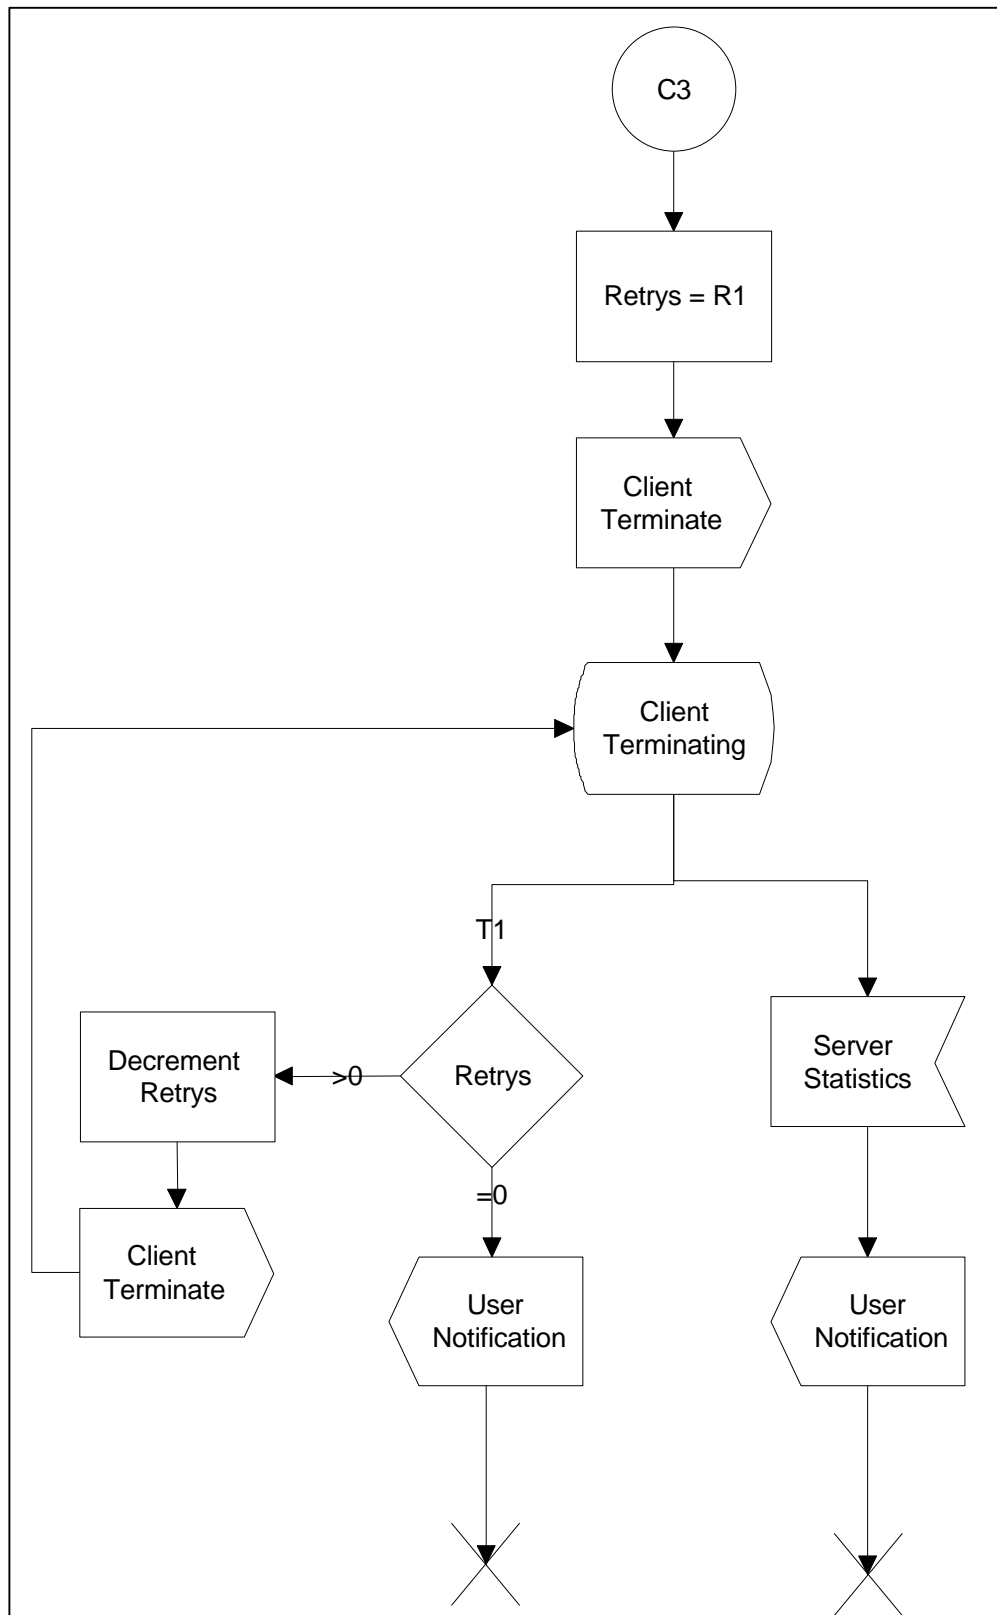 C3
Retrys = R1
Client
Terminate
Client
Terminating
T1
Decrement
Retrys
>0
Retrys
Server
Statistics
=0
Client
Terminate
User
Notification
User
Notification